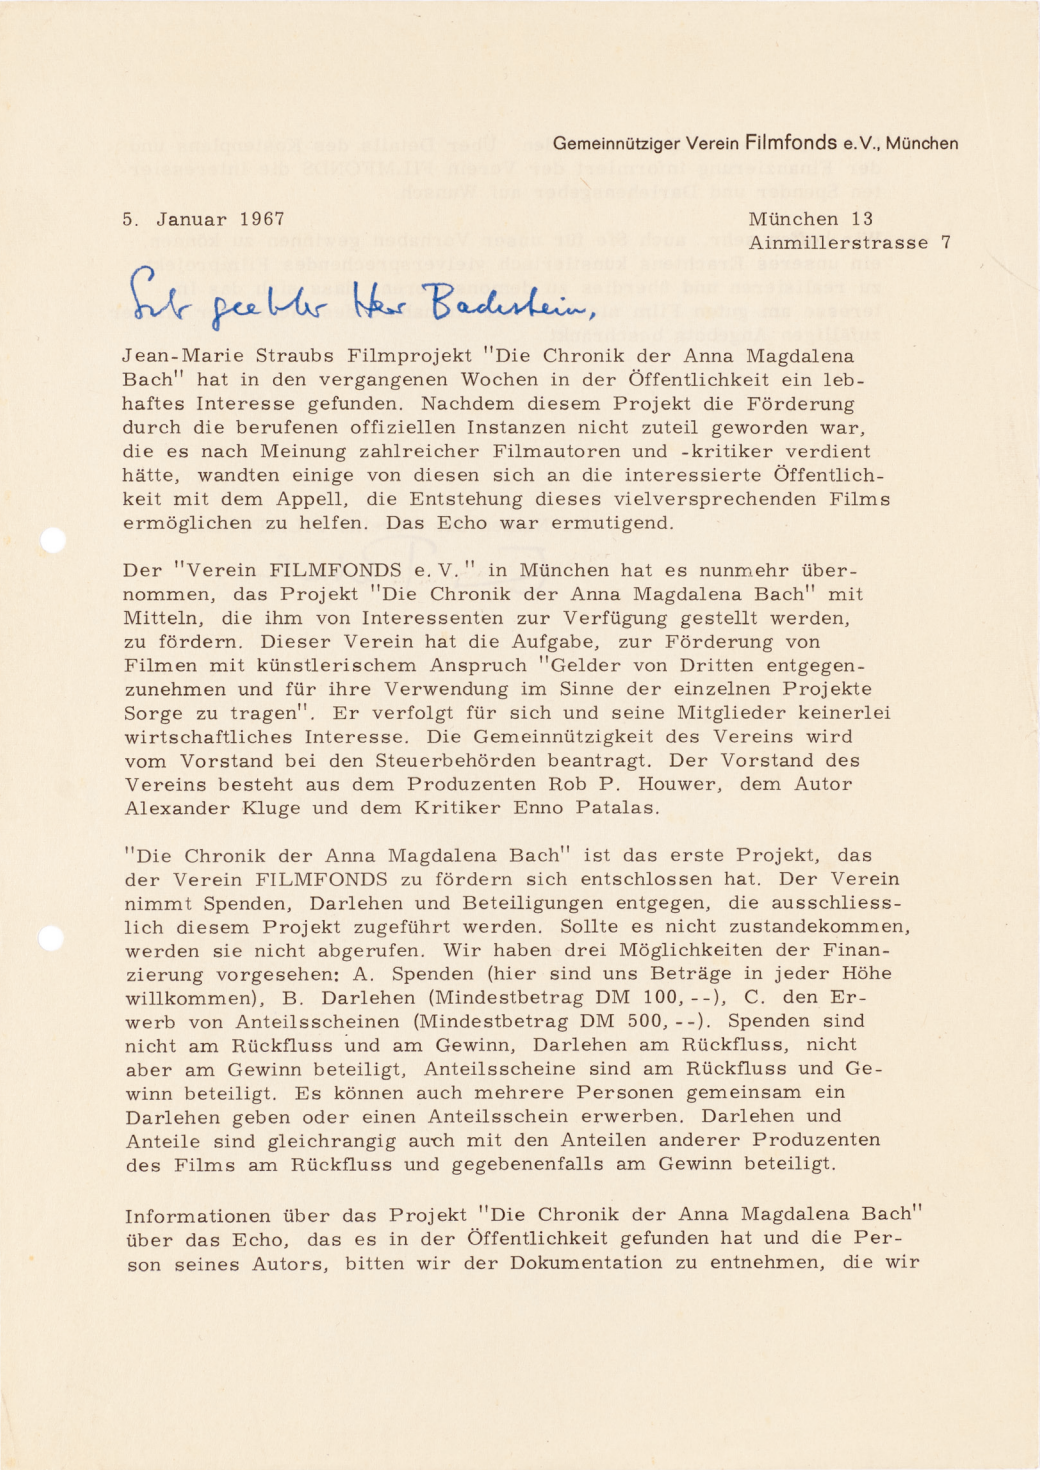 Gemeinnütziger Verein Filmfonds e.V., München
5. Januar 1967
München 13
Ainmillerstrasse 7
Sehr geehrter Herr Backstein,
Jean-Marie Straubs Filmprojekt "Die Chronik der Anna Magdalena
Bach" hat in den vergangenen Wochen in der Öffentlichkeit ein leb-
haftes Interesse gefunden. Nachdem diesem Projekt die Förderung
durch die berufenen offiziellen Instanzen nicht zuteil geworden war,
die es nach Meinung zahlreicher Filmautoren und -kritiker verdient
hätte, wandten einige von diesen sich an die interessierte Öffentlich-
keit mit dem Appell, die Entstehung dieses vielversprechenden Films
ermöglichen zu helfen. Das Echo war ermutigend.
Der "Verein FILMFONDS e. V. " in München hat es nunmehr über-
nommen, das Projekt "Die Chronik der Anna Magdalena Bach" mit
Mitteln, die ihm von Interessenten zur Verfügung gestellt werden,
zu fördern. Dieser Verein hat die Aufgabe, zur Förderung von
Filmen mit künstlerischem Anspruch "Gelder von Dritten entgegen-
zunehmen und für ihre Verwendung im Sinne der einzelnen Projekte
Sorge zu tragen". Er verfolgt für sich und seine Mitglieder keinerlei
wirtschaftliches Interesse. Die Gemeinnützigkeit des Vereins wird
vom Vorstand bei den Steuerbehörden beantragt. Der Vorstand des
Vereins besteht aus dem Produzenten Rob P. Houwer, dem Autor
Alexander Kluge und dem Kritiker Enno Patalas.
"Die Chronik der Anna Magdalena Bach" ist das erste Projekt, das
der Verein FILMFONDS zu fördern sich entschlossen hat. Der Verein
nimmt Spenden, Darlehen und Beteiligungen entgegen, die ausschliess-
lich diesem Projekt zugeführt werden. Sollte es nicht zustandekommen,
werden sie nicht abgerufen. Wir haben drei Möglichkeiten der Finan-
zierung vorgesehen: A. Spenden (hier sind uns Beträge in jeder Höhe
willkommen), B. Darlehen (Mindestbetrag DM 100, --), C. den Er-
werb von Anteilsscheinen (Mindestbetrag DM 500, --). Spenden sind
nicht am Rückfluss und am Gewinn, Darlehen am Rückfluss, nicht
aber am Gewinn beteiligt, Anteilsscheine sind am Rückfluss und Ge-
winn beteiligt. Es können auch mehrere Personen gemeinsam ein
Darlehen geben oder einen Anteilsschein erwerben. Darlehen und
Anteile sind gleichrangig auch mit den Anteilen anderer Produzenten
des Films am Rückfluss und gegebenenfalls am Gewinn beteiligt.
Informationen über das Projekt "Die Chronik der Anna Magdalena Bach"
über das Echo, das es in der Öffentlichkeit gefunden hat und die Per-
son seines Autors, bitten wir der Dokumentation zu entnehmen, die wir